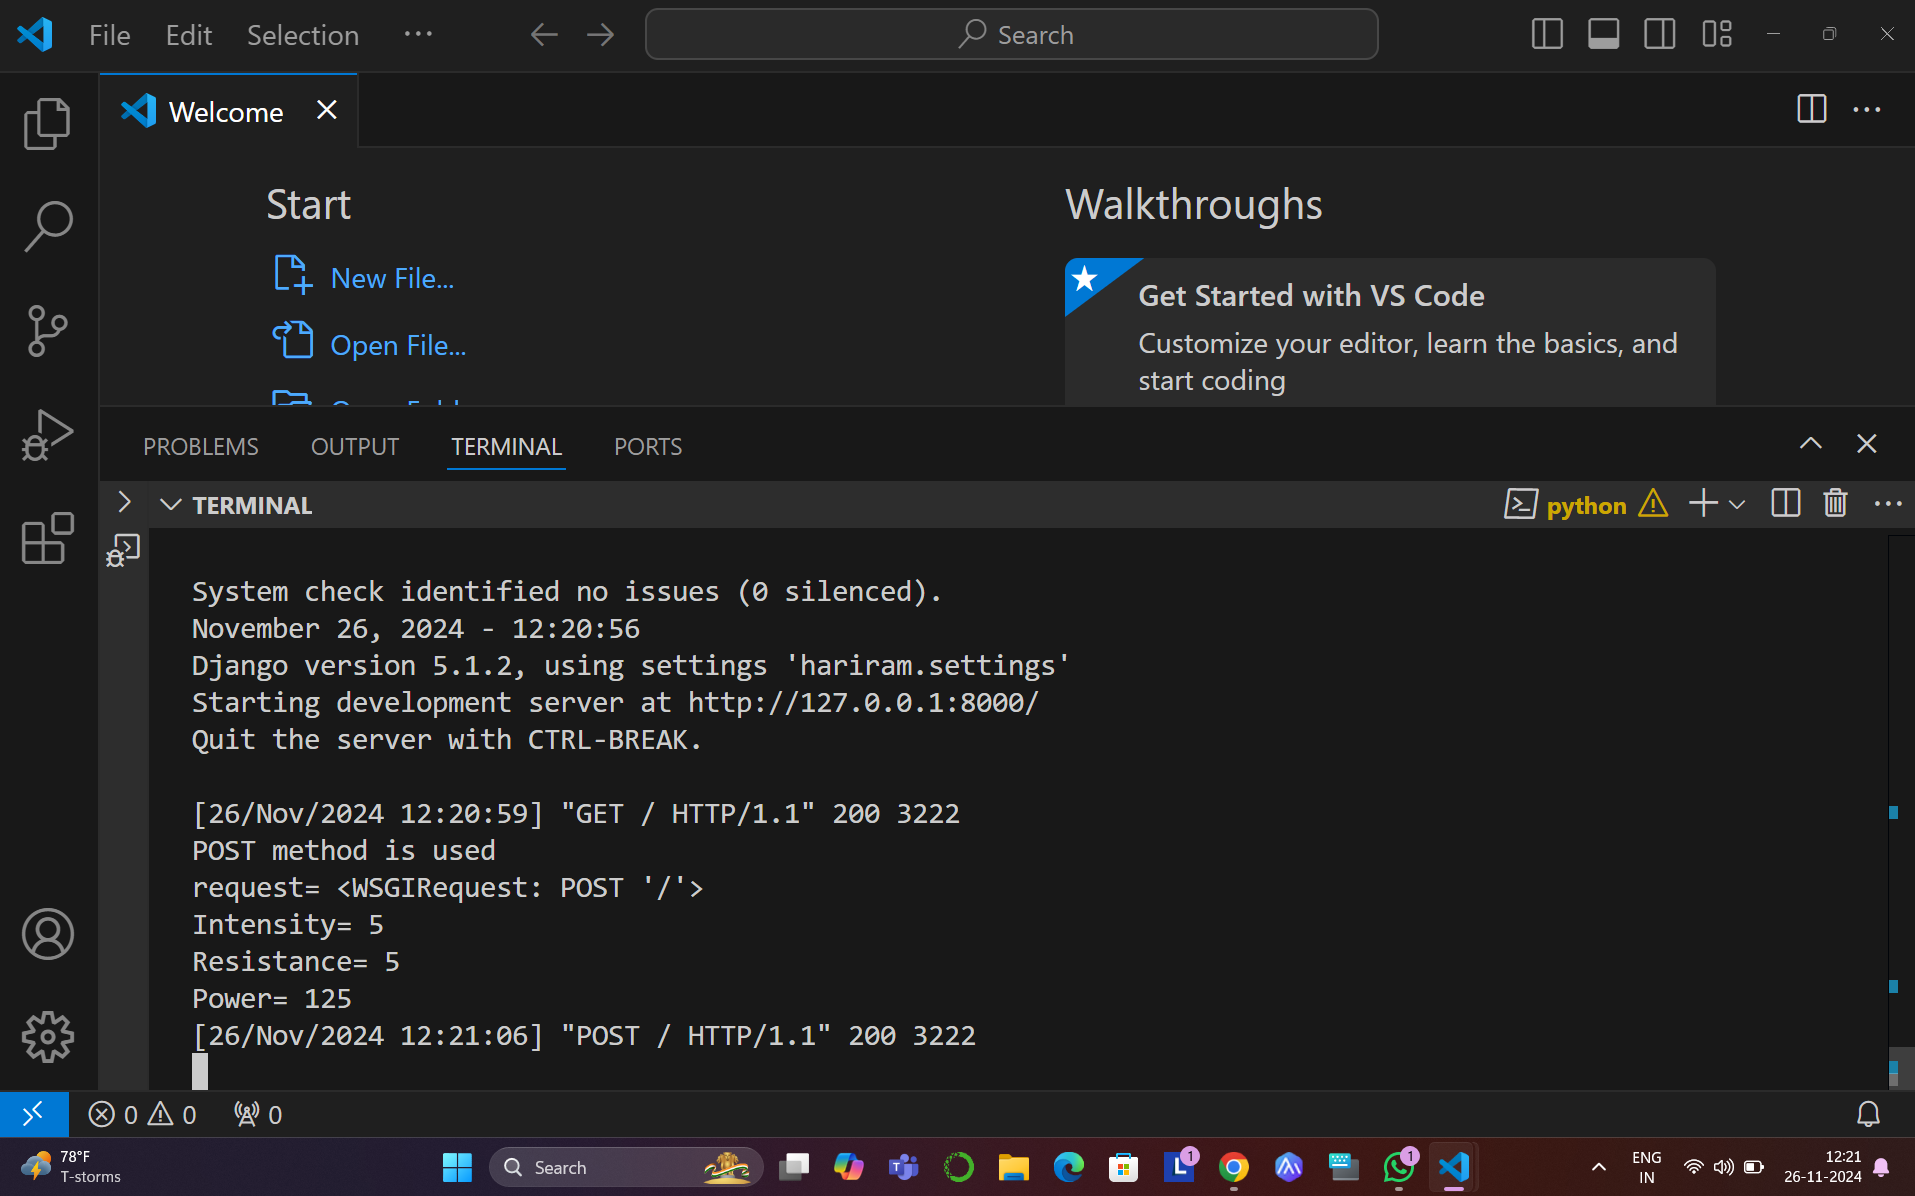 File Edit Selection ··· Search
Welcome
Start
Walkthroughs
New File...
Open File...
Get Started with VS Code
Customize your editor, learn the basics, and
start coding
PROBLEMS OUTPUT TERMINAL PORTS
TERMINAL
python
System check identified no issues (0 silenced).
November 26, 2024 - 12:20:56
Django version 5.1.2, using settings 'hariram.settings'
Starting development server at http://127.0.0.1:8000/
Quit the server with CTRL-BREAK.
[26/Nov/2024 12:20:59] "GET / HTTP/1.1" 200 3222
POST method is used
request= <WSGIRequest: POST '/'>
Intensity= 5
Resistance= 5
Power= 125
[26/Nov/2024 12:21:06] "POST / HTTP/1.1" 200 3222
0 0 0
78°F
T-storms
Search
1
1
ENG
IN
12:21
26-11-2024